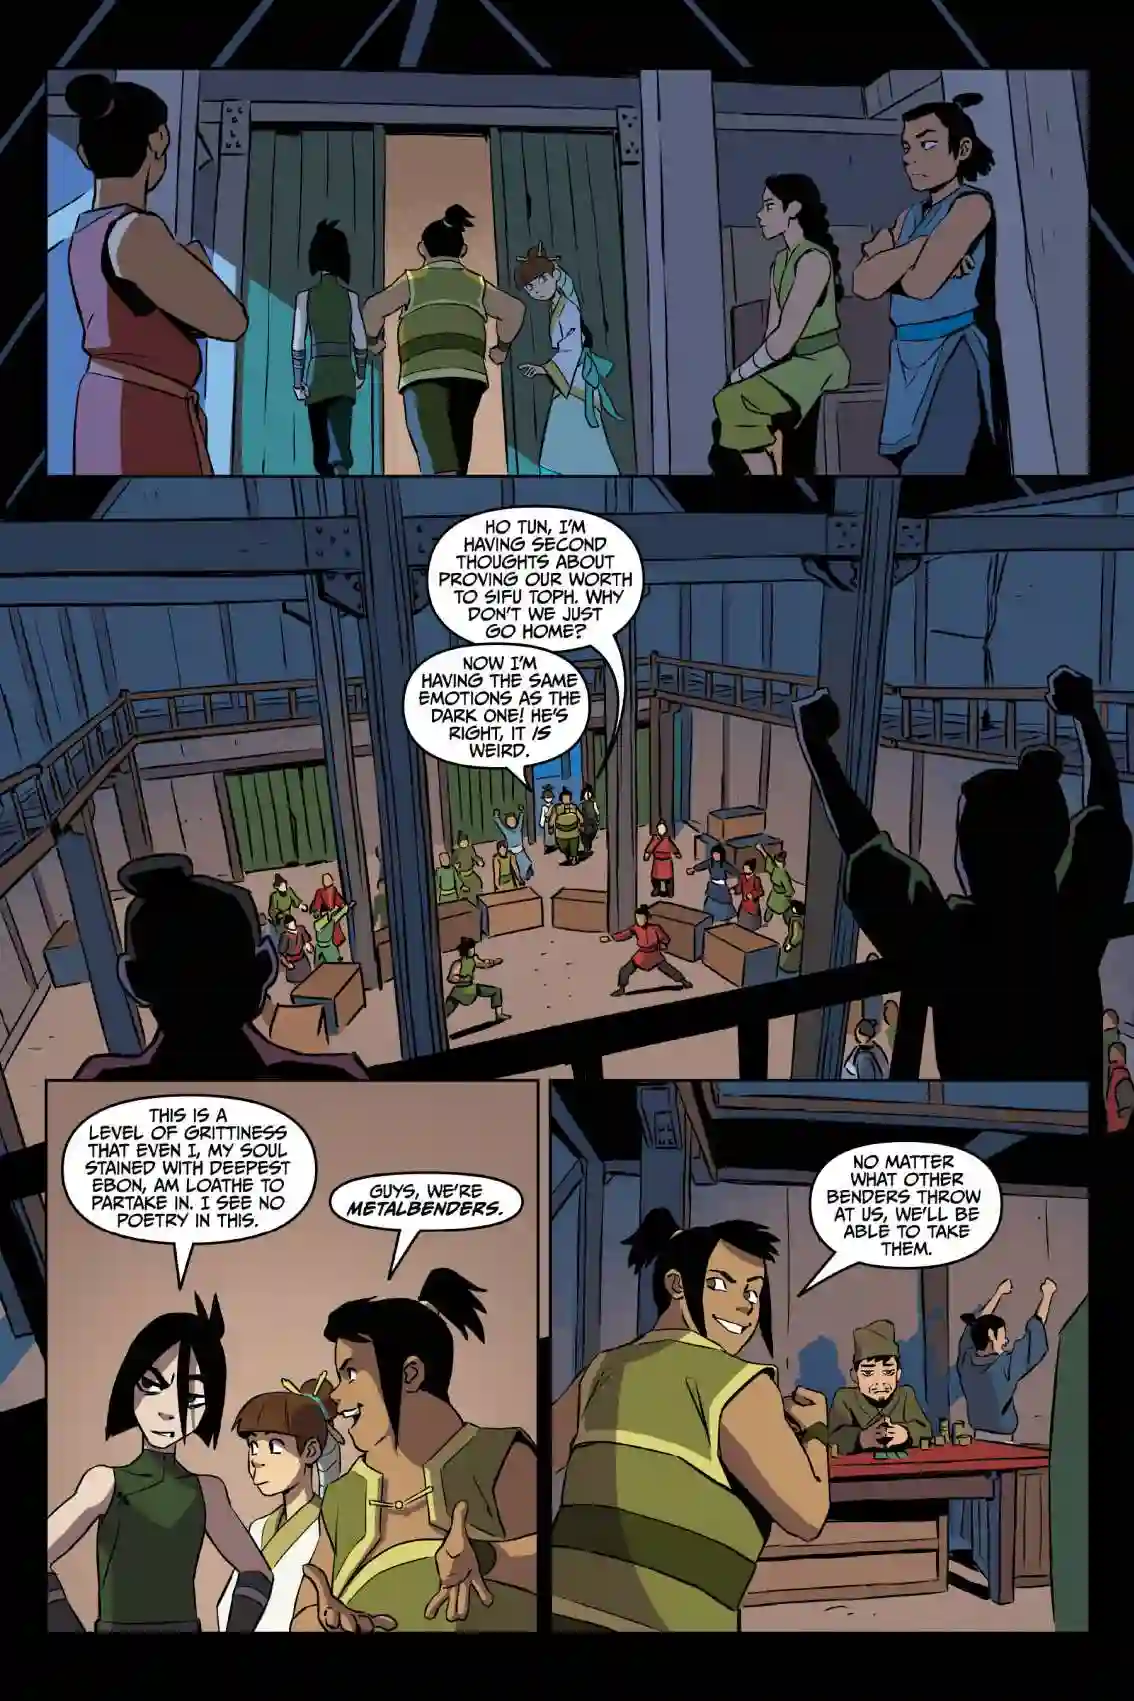 HO TUN, I'M
HAVING SECOND
THOUGHTS ABOUT
PROVING OUR WORTH
TO SIFU TOPH. WHY
DON'T WE JUST
GO HOME?
NOW I'M
HAVING THE SAME
EMOTIONS AS THE
DARK ONE! HE'S
RIGHT, IT IS
WEIRD.
THIS IS A
LEVEL OF GRITTINESS
THAT EVEN I, MY SOUL
STAINED WITH DEEPEST
EBON, AM LOATHE TO
PARTAKE IN. I SEE NO
POETRY IN THIS.
GUYS, WE'RE
METALBENDERS.
NO MATTER
WHAT OTHER
BENDERS THROW
AT US, WE'LL BE
ABLE TO TAKE
THEM.